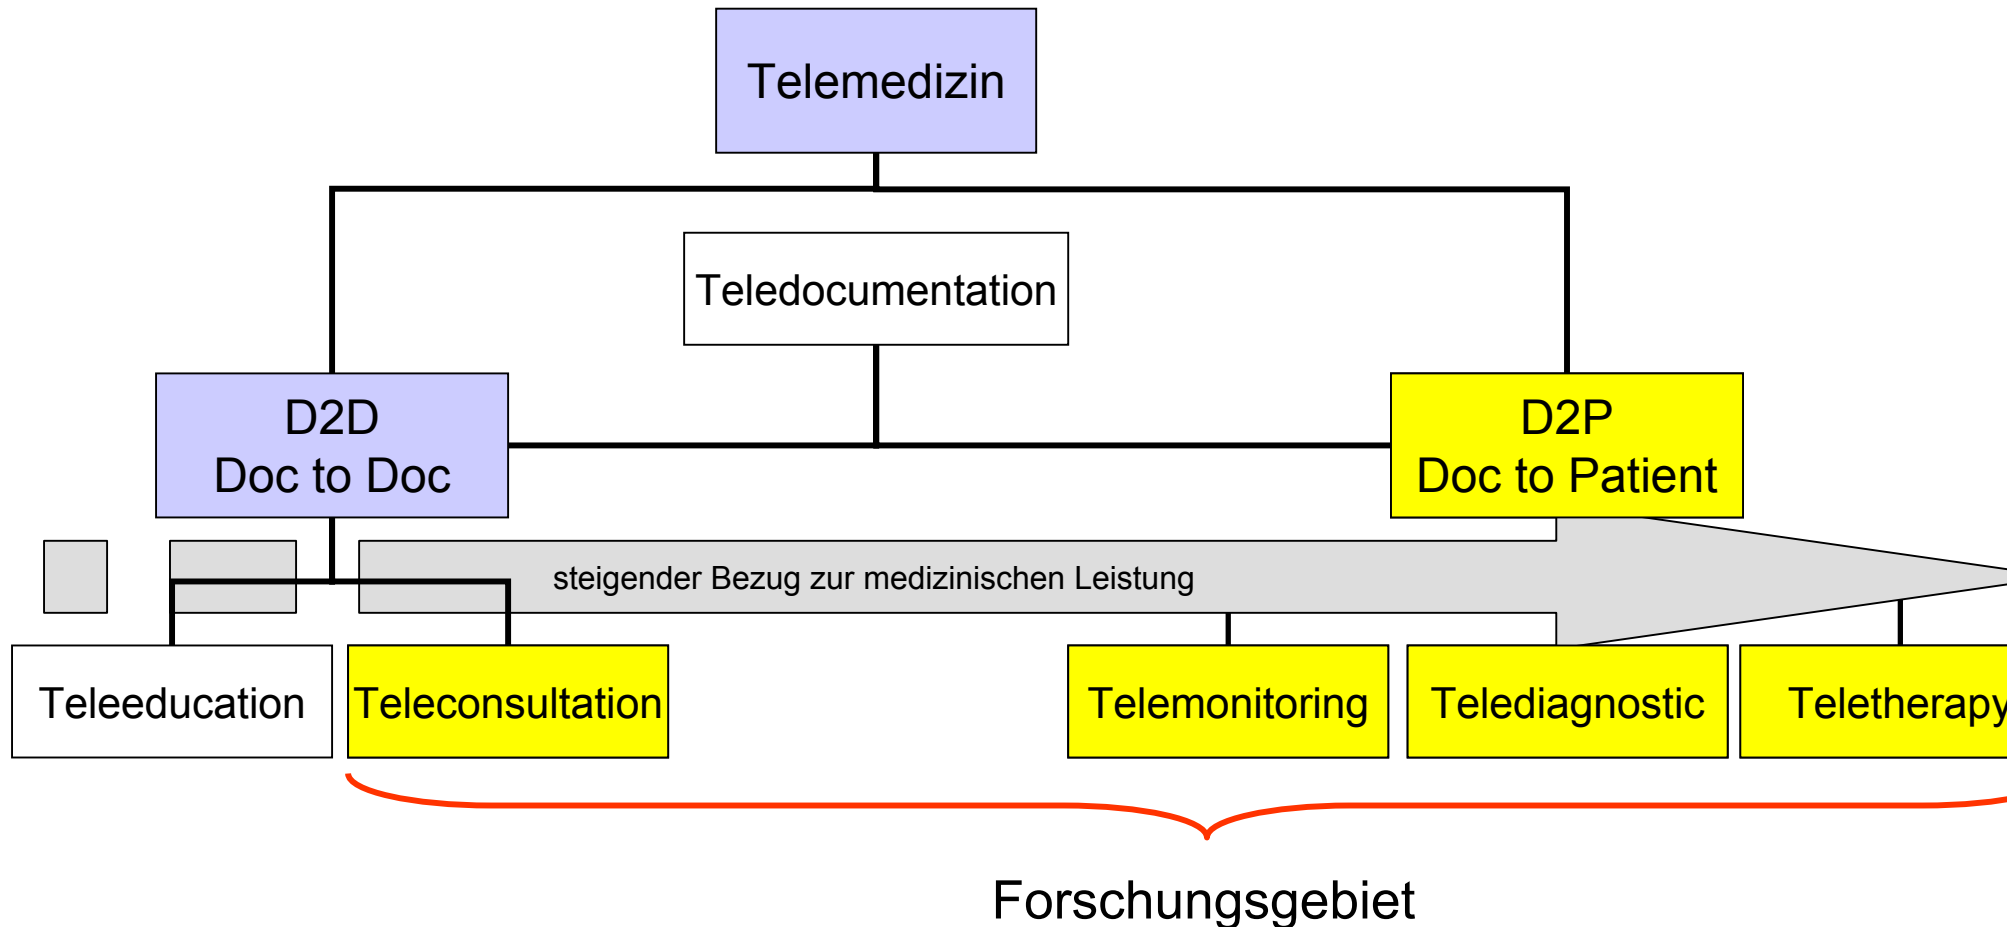 Telemedizin
Teledocumentation
D2D
Doc to Doc
D2P
Doc to Patient
steigender Bezug zur medizinischen Leistung
Teleeducation
Teleconsultation
Telemonitoring
Telediagnostic
Teletherapy
Forschungsgebiet